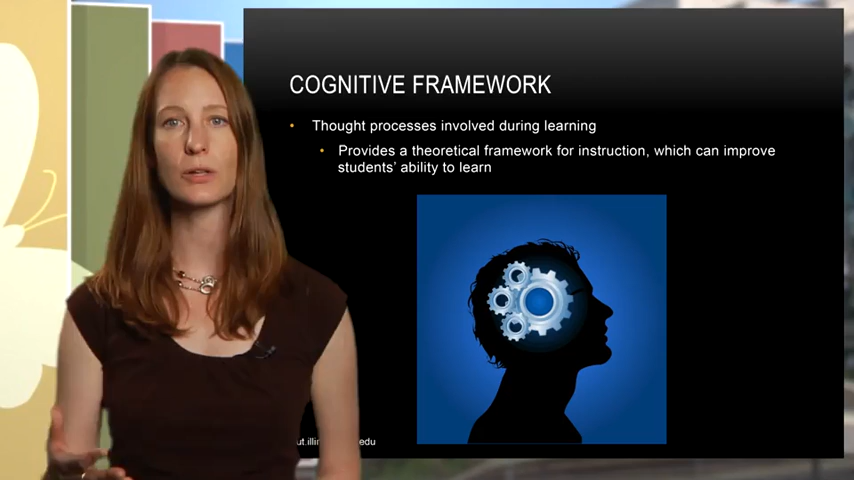 COGNITIVE FRAMEWORK
• Thought processes involved during learning
• Provides a theoretical framework for instruction, which can improve
students' ability to learn
edu